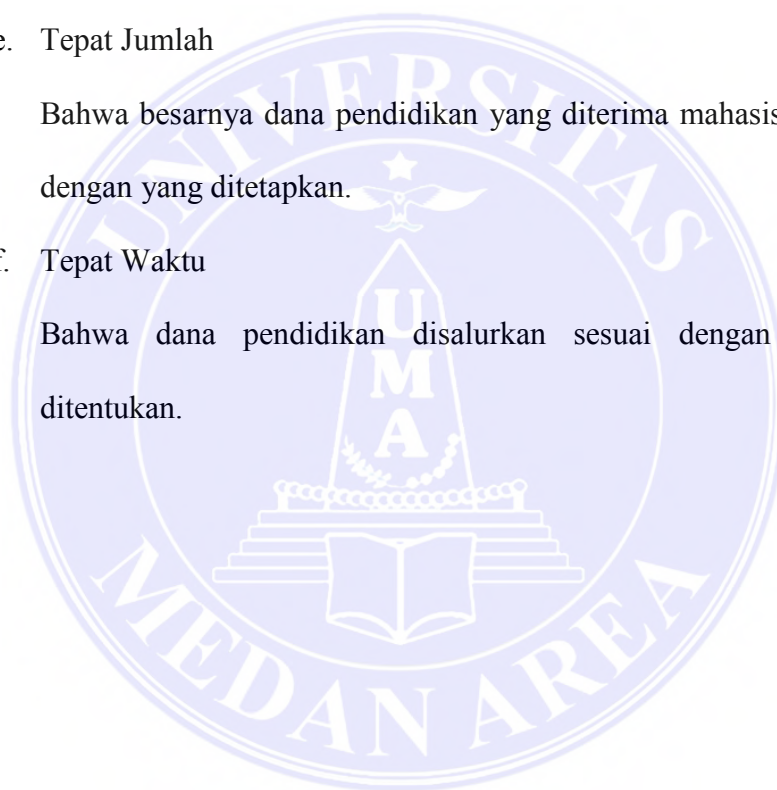 e. Tepat Jumlah
Bahwa besarnya dana pendidikan yang diterima mahasis
dengan yang ditetapkan.
f. Tepat Waktu
Bahwa dana pendidikan disalurkan sesuai dengan
ditentukan.
UNIVERSITAS
UMA
MEDAN AREA